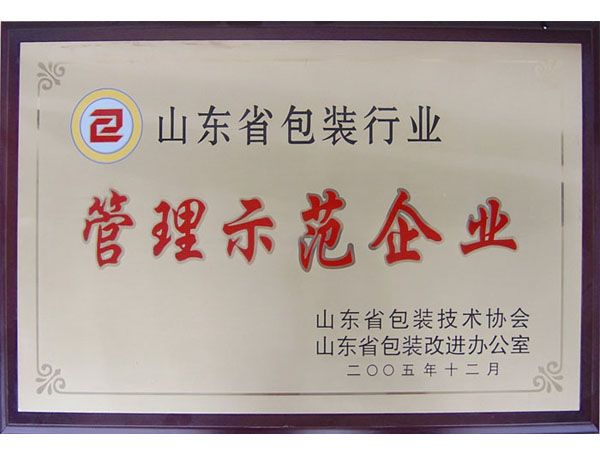 山东省包装行业
管理示范企业
山东省包装技术协会
山东省包装改进办公室
二〇〇五年十二月